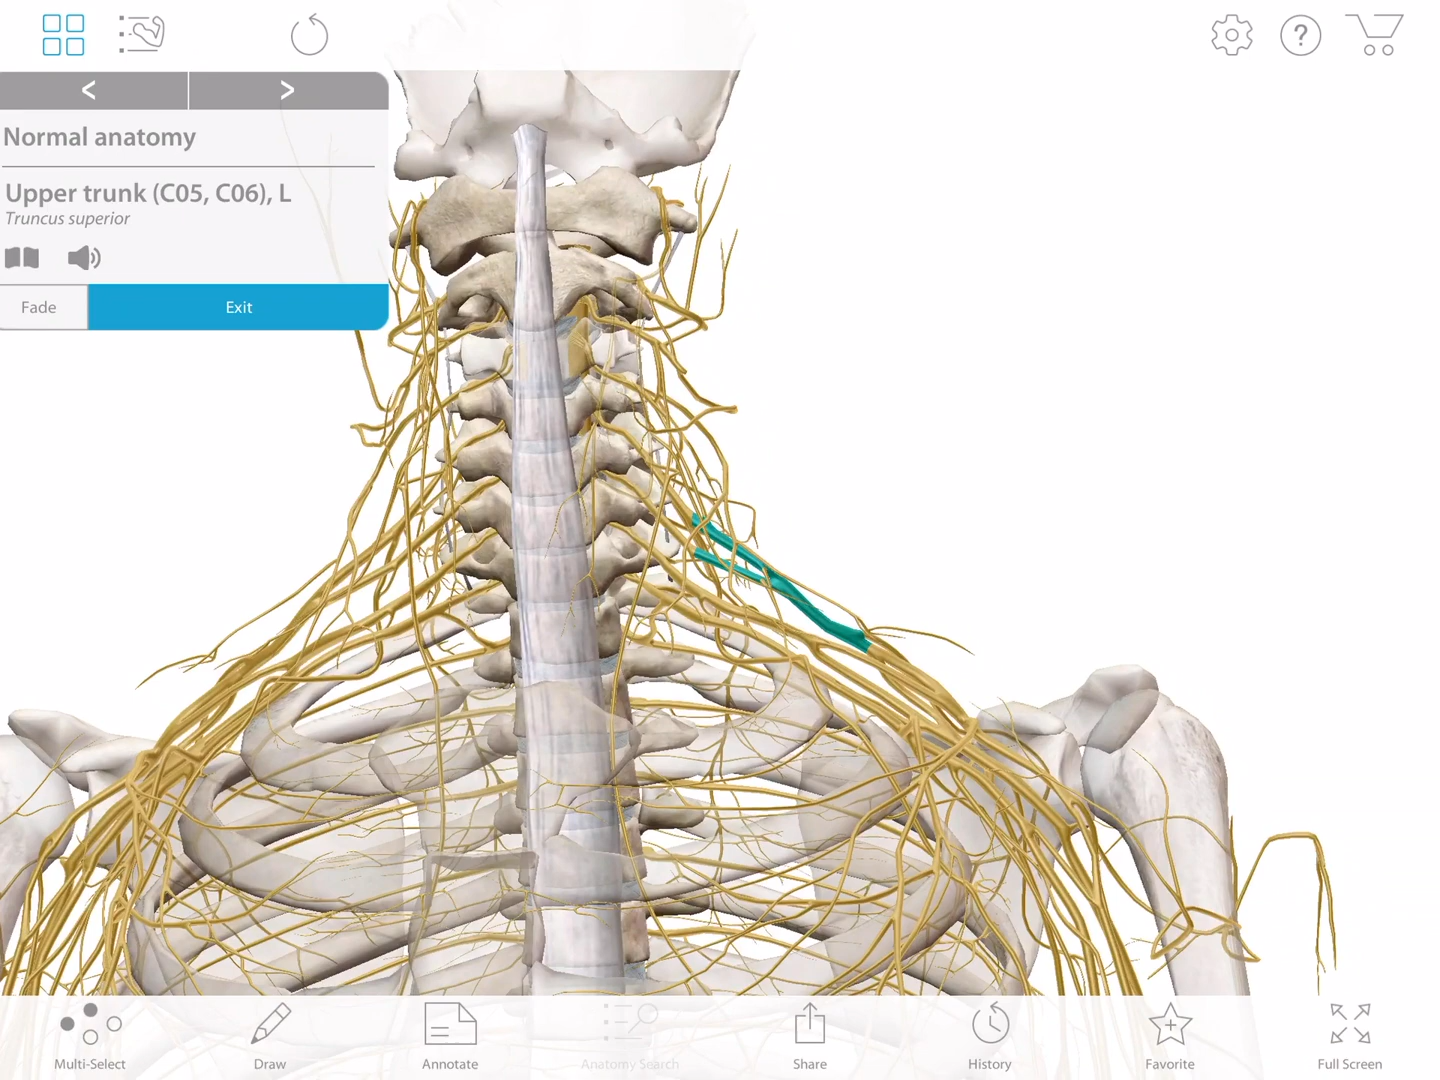 Normal anatomy
Upper trunk (C05, C06), L
Truncus superior
Fade
Exit
Multi-Select
Draw
Annotate
Anatomy Search
Share
History
Favorite
Full Screen